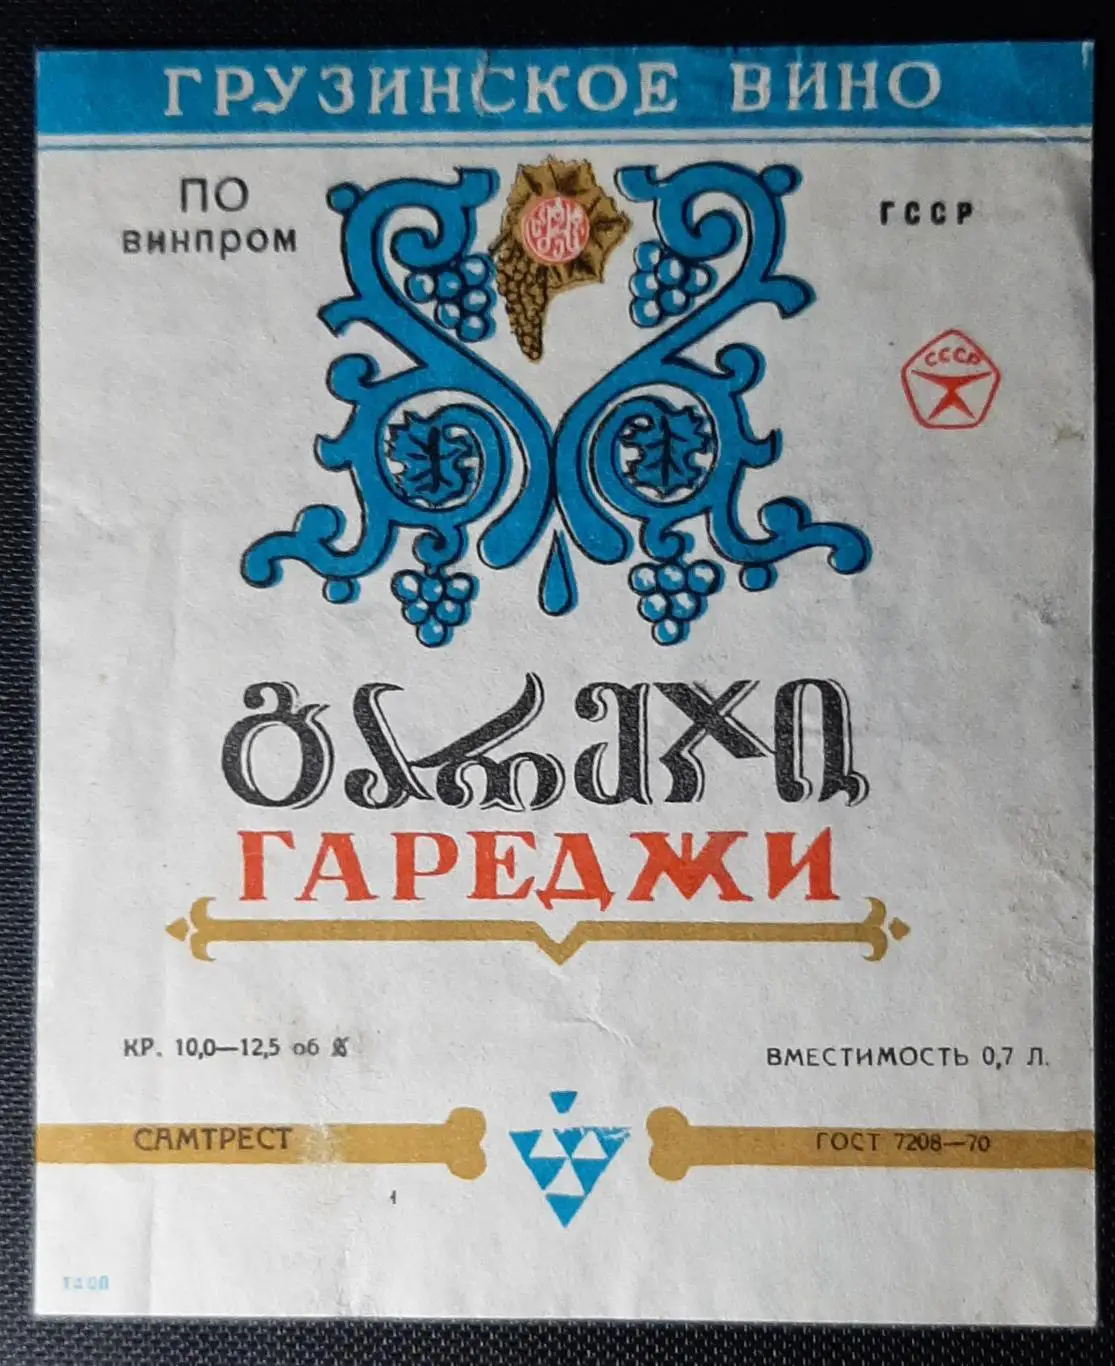 ГРУЗИНСКОЕ ВИНО
ПО
винпром
ГССР
СССР
გარეჯი
ГАРЕДЖИ
КР. 10,0—12,5 об %
ВМЕСТИМОСТЬ 0,7 Л.
САМТРЕСТ
ГОСТ 7208—70
1